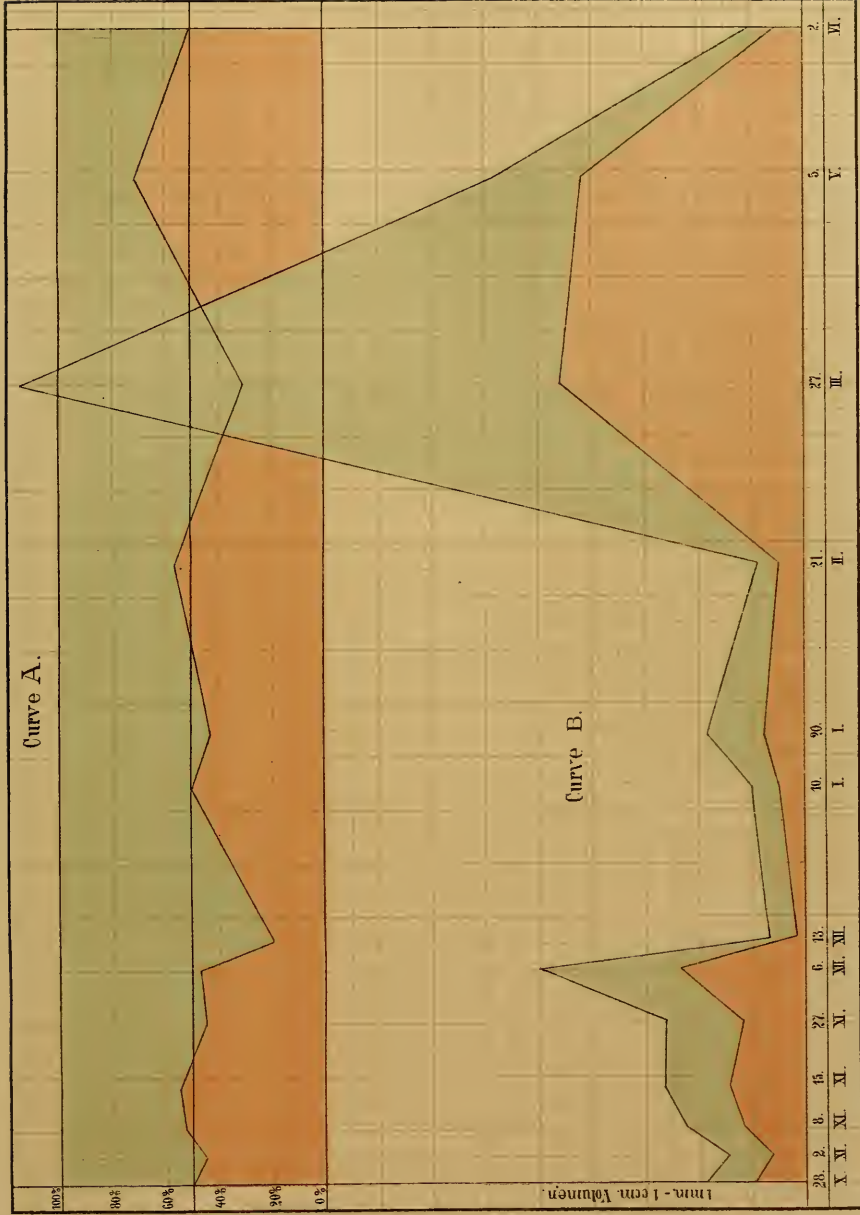 Curve A.
100%
80%
60%
40%
20%
0%
Curve B.
1 mm. - 1 ccm. Volumen.
28. 2. 8. 15. 27. 6. 13. 10. 20. 21. 27. 5. 2.
X. XI. XI. XI. XI. XII. XII. I. I. II. III. V. VI.